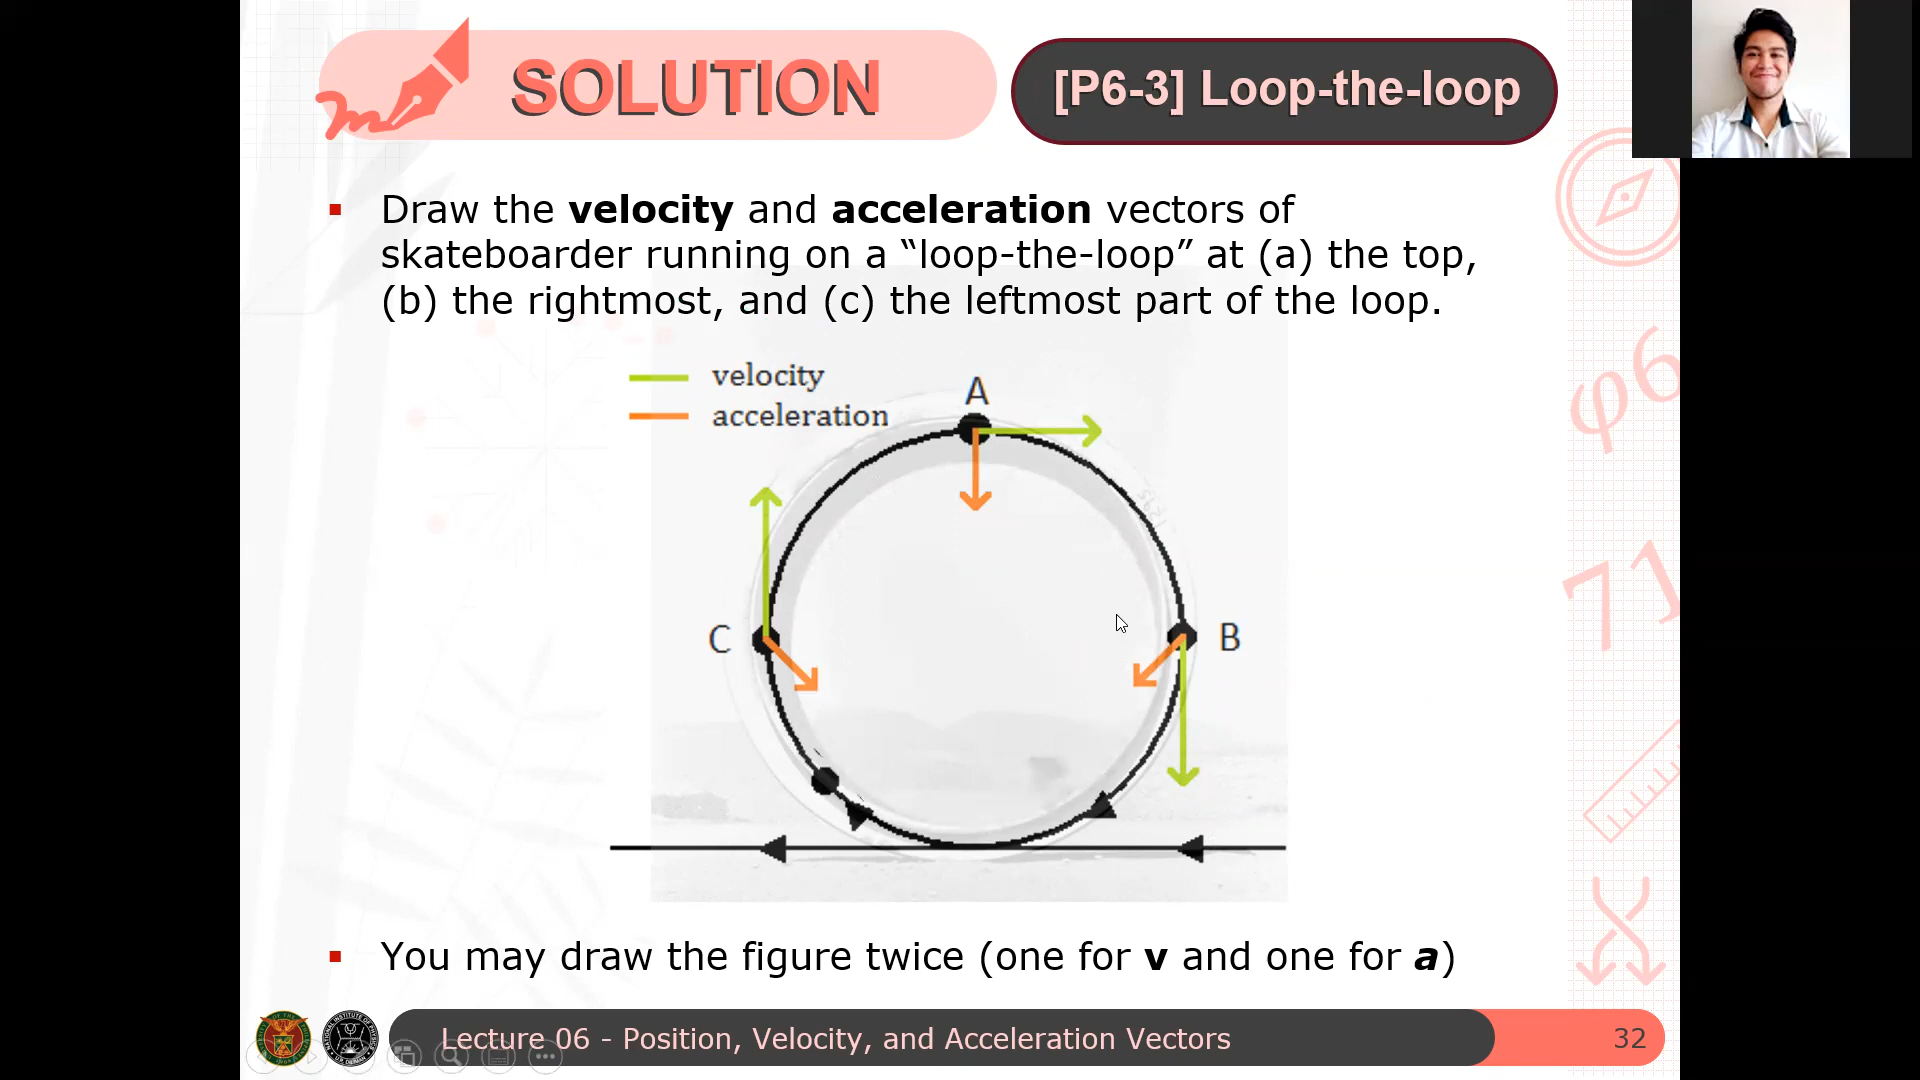 SOLUTION
[P6-3] Loop-the-loop
▪ Draw the velocity and acceleration vectors of
skateboarder running on a “loop-the-loop” at (a) the top,
(b) the rightmost, and (c) the leftmost part of the loop.
velocity
acceleration
A
C
B
▪ You may draw the figure twice (one for v and one for a)
Lecture 06 - Position, Velocity, and Acceleration Vectors
32
φ6
71